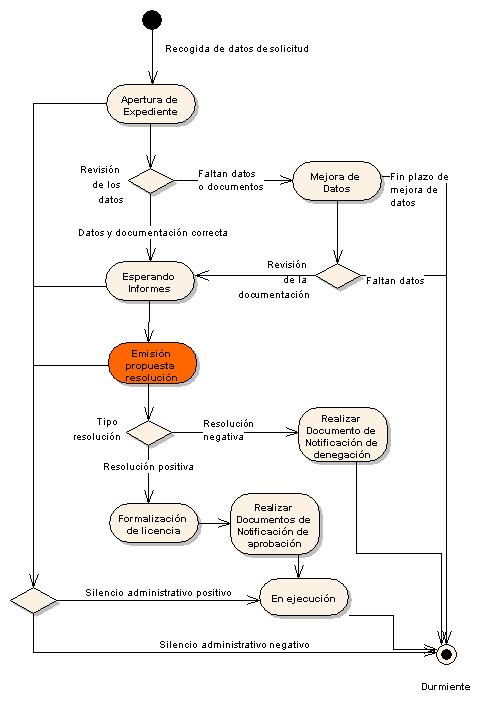 Recogida de datos de solicitud
Apertura de
Expediente
Revisión
de los
datos
Faltan datos
o documentos
Mejora de
Datos
Fin plazo de
mejora de
datos
Datos y documentación correcta
Esperando
Informes
Revisión
de la
documentación
Faltan datos
Emisión
propuesta
resolución
Tipo
resolución
Resolución
negativa
Realizar
Documento de
Notificación de
denegación
Resolución positiva
Formalización
de licencia
Realizar
Documentos de
Notificación de
aprobación
Silencio administrativo positivo
En ejecución
Silencio administrativo negativo
Durmiente